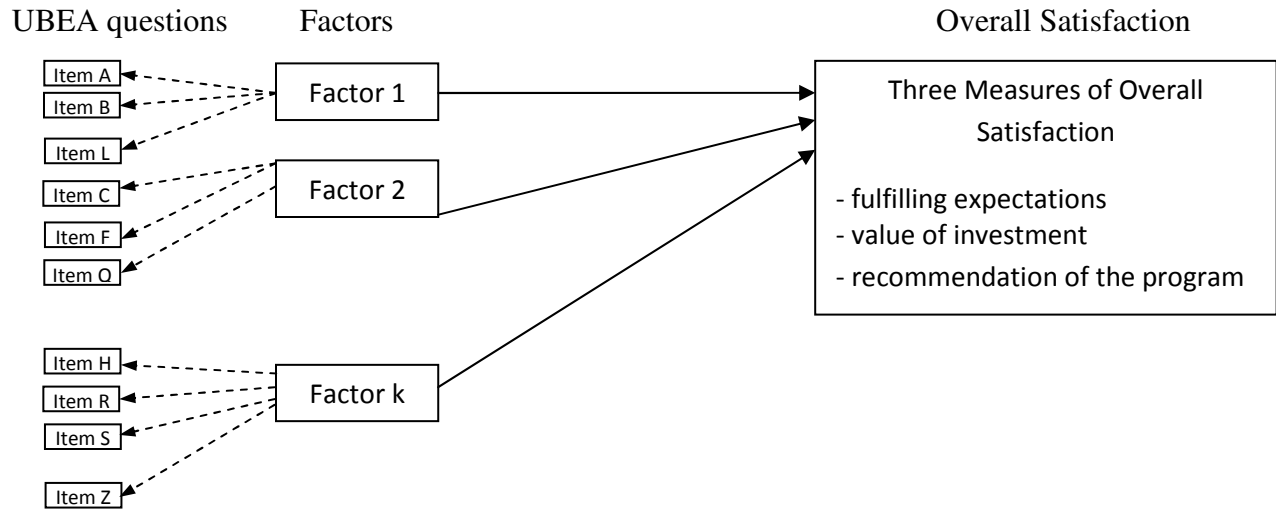 UBEA questions
Factors
Overall Satisfaction
Item A
Item B
Item L
Item C
Item F
Item Q
Item H
Item R
Item S
Item Z
Factor 1
Factor 2
Factor k
Three Measures of Overall
Satisfaction
- fulfilling expectations
- value of investment
- recommendation of the program